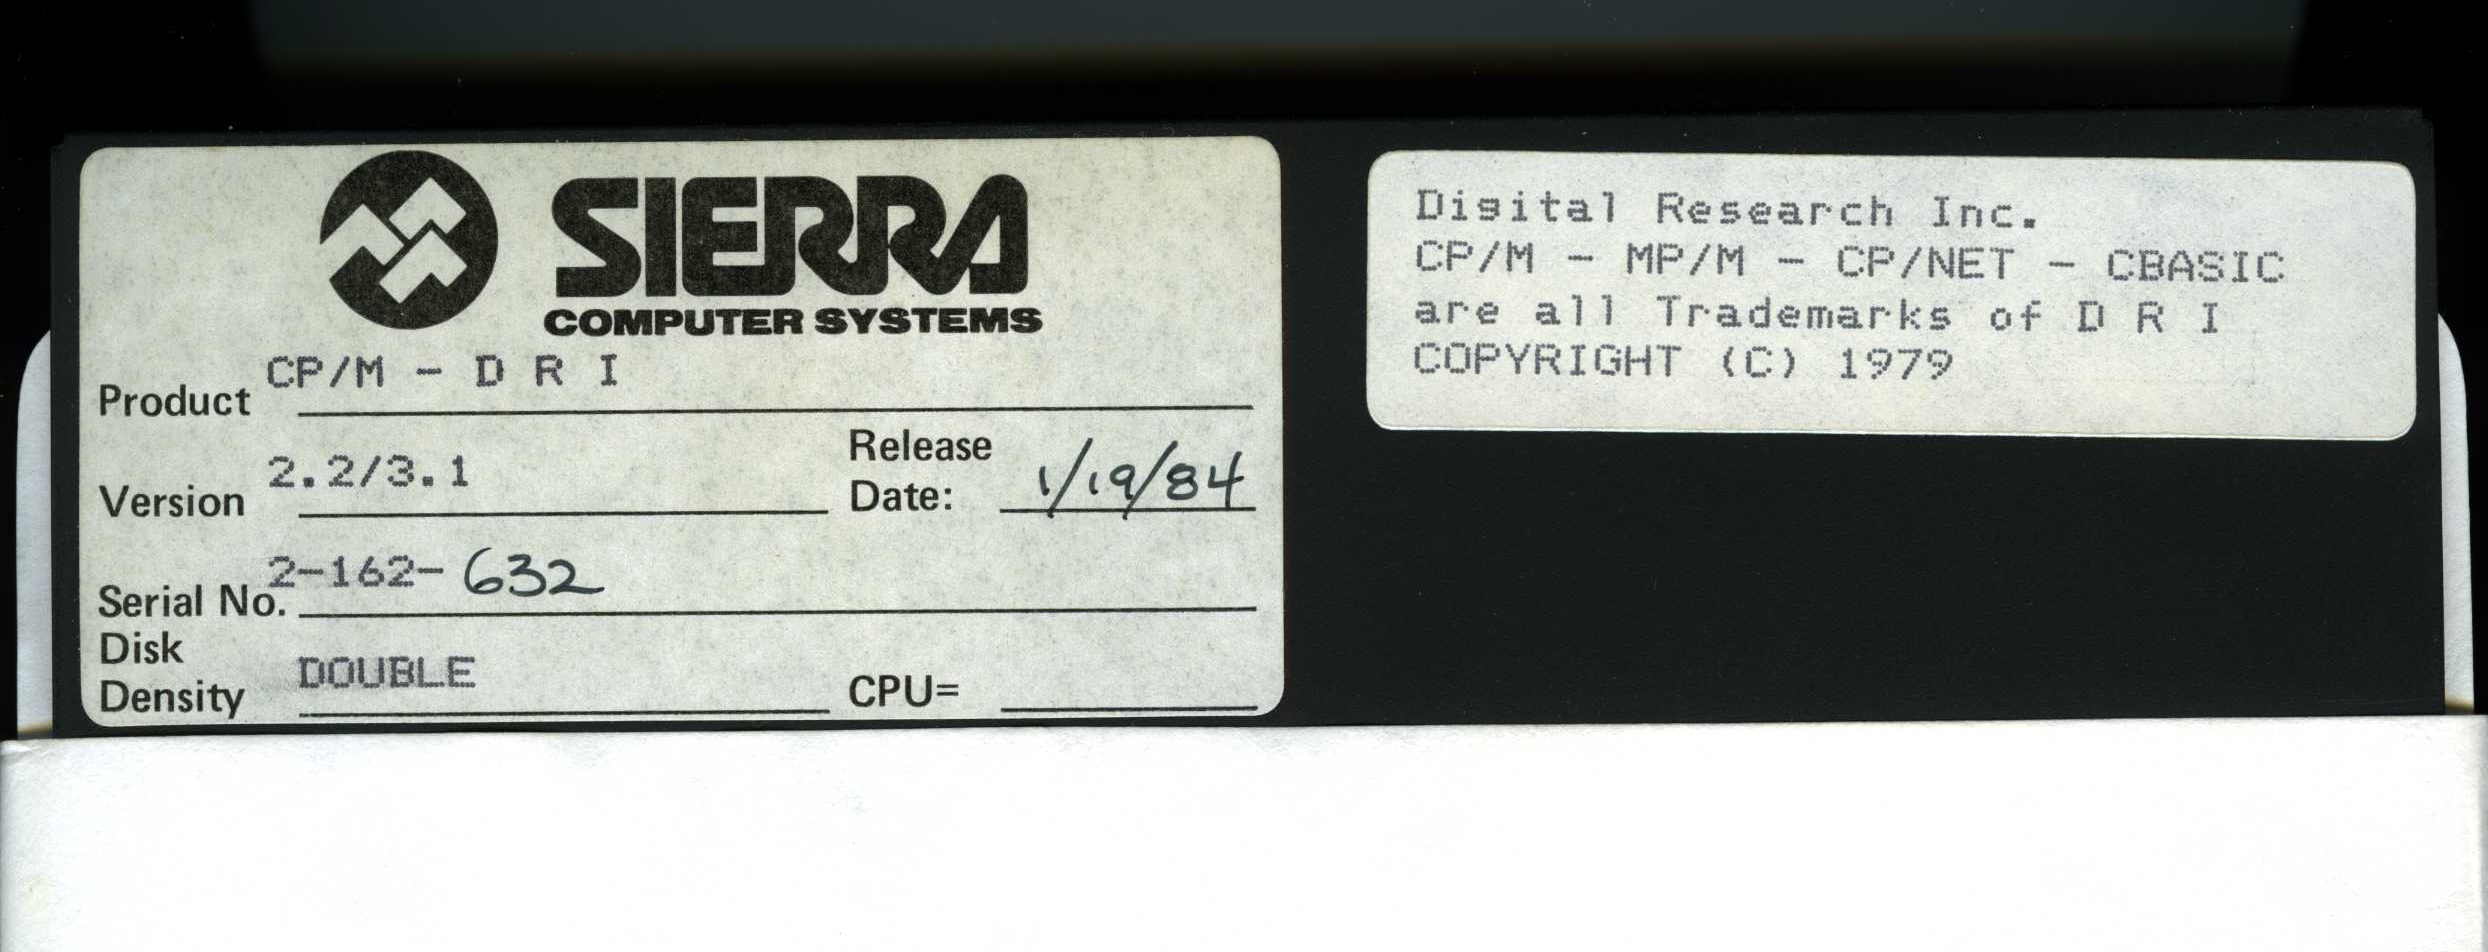 SIERRA
COMPUTER SYSTEMS
Product CP/M - D R I
Version 2.2/3.1 Release Date: 1/19/84
Serial No. 2-162-632
Disk Density DOUBLE CPU=
Digital Research Inc.
CP/M - MP/M - CP/NET - CBASIC
are all Trademarks of D R I
COPYRIGHT (C) 1979